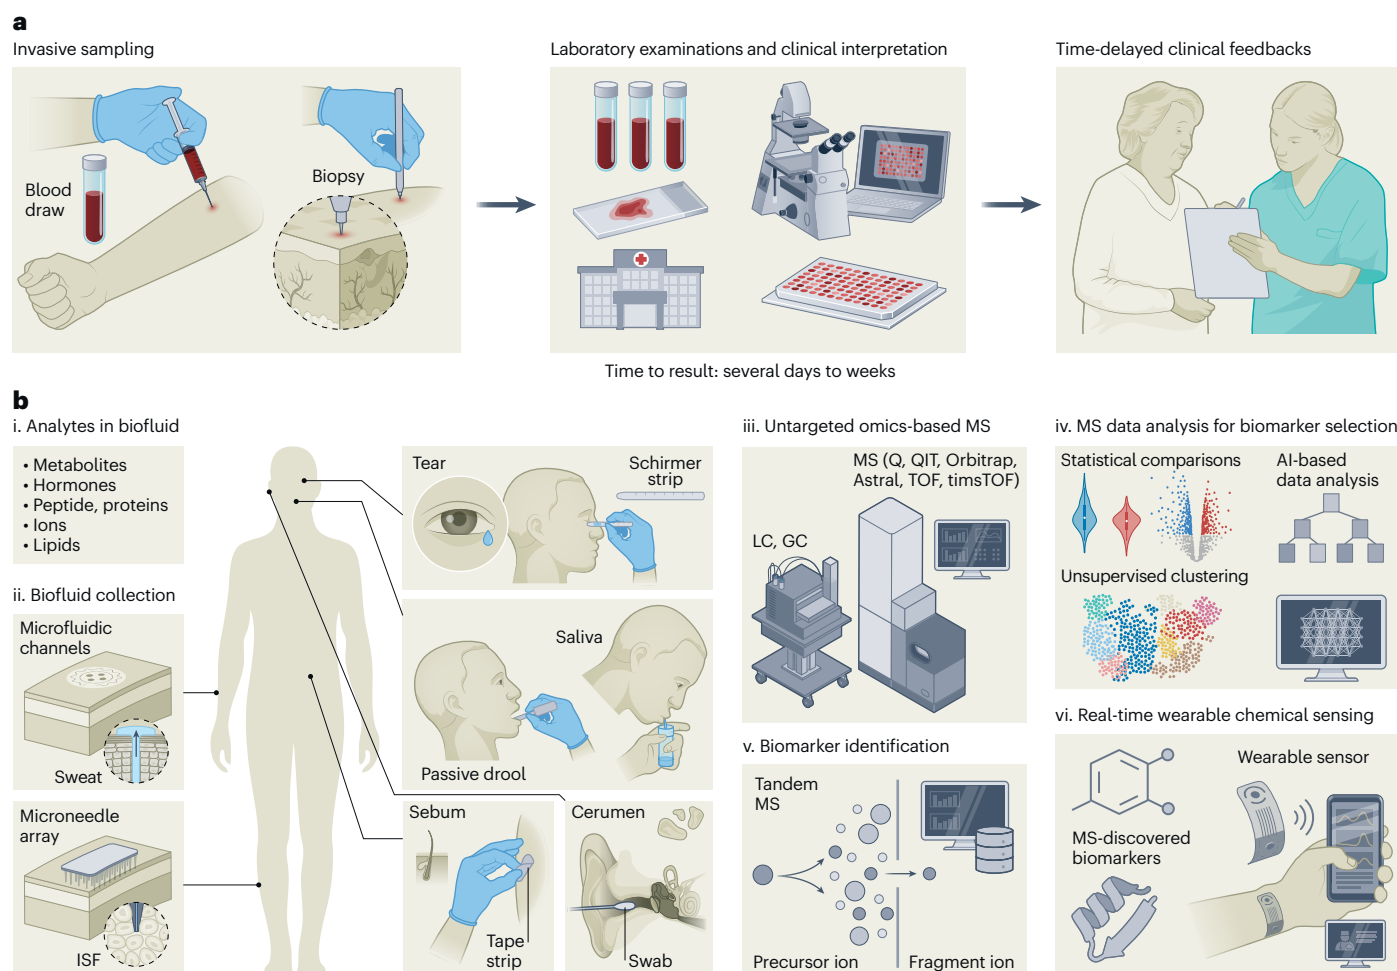 a
Invasive sampling
Laboratory examinations and clinical interpretation
Time-delayed clinical feedbacks
Blood
draw
Biopsy
Time to result: several days to weeks
b
i. Analytes in biofluid
• Metabolites
• Hormones
• Peptide, proteins
• Ions
• Lipids
ii. Biofluid collection
Microfluidic
channels
Sweat
Microneedle
array
ISF
Tear
Schirmer
strip
Saliva
Passive drool
Sebum
Tape
strip
Cerumen
Swab
iii. Untargeted omics-based MS
MS (Q, QIT, Orbitrap,
Astral, TOF, timsTOF)
LC, GC
iv. MS data analysis for biomarker selection
Statistical comparisons
AI-based
data analysis
Unsupervised clustering
v. Biomarker identification
Tandem
MS
Precursor ion
Fragment ion
vi. Real-time wearable chemical sensing
Wearable sensor
MS-discovered
biomarkers